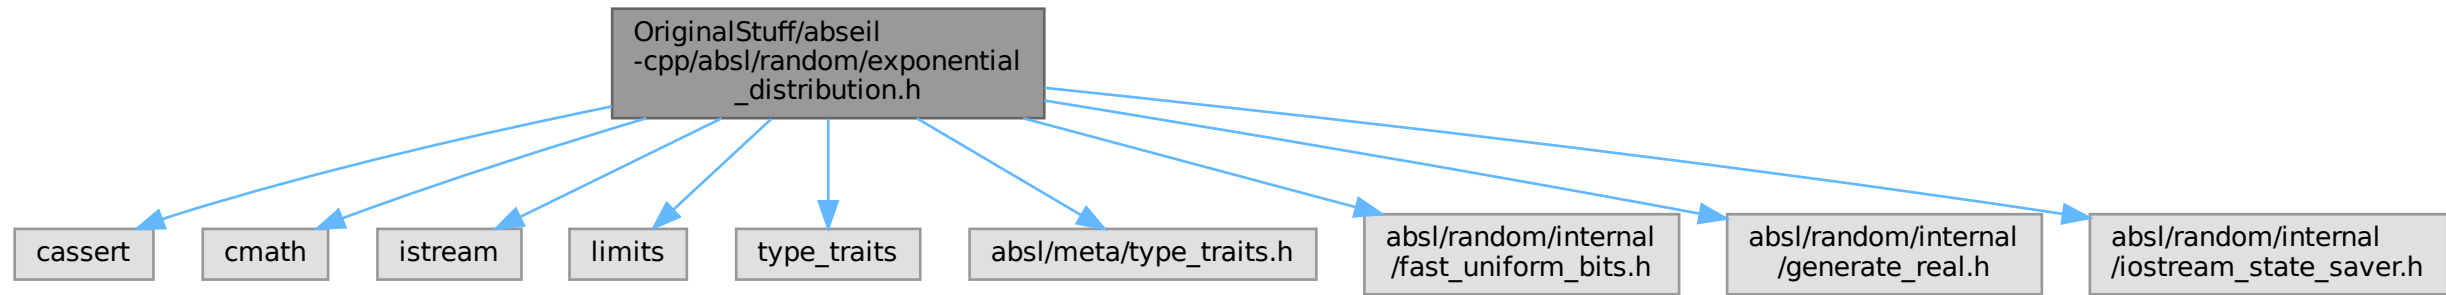 OriginalStuff/abseil
-cpp/absl/random/exponential
_distribution.h
cassert
cmath
istream
limits
type_traits
absl/meta/type_traits.h
absl/random/internal
/fast_uniform_bits.h
absl/random/internal
/generate_real.h
absl/random/internal
/iostream_state_saver.h